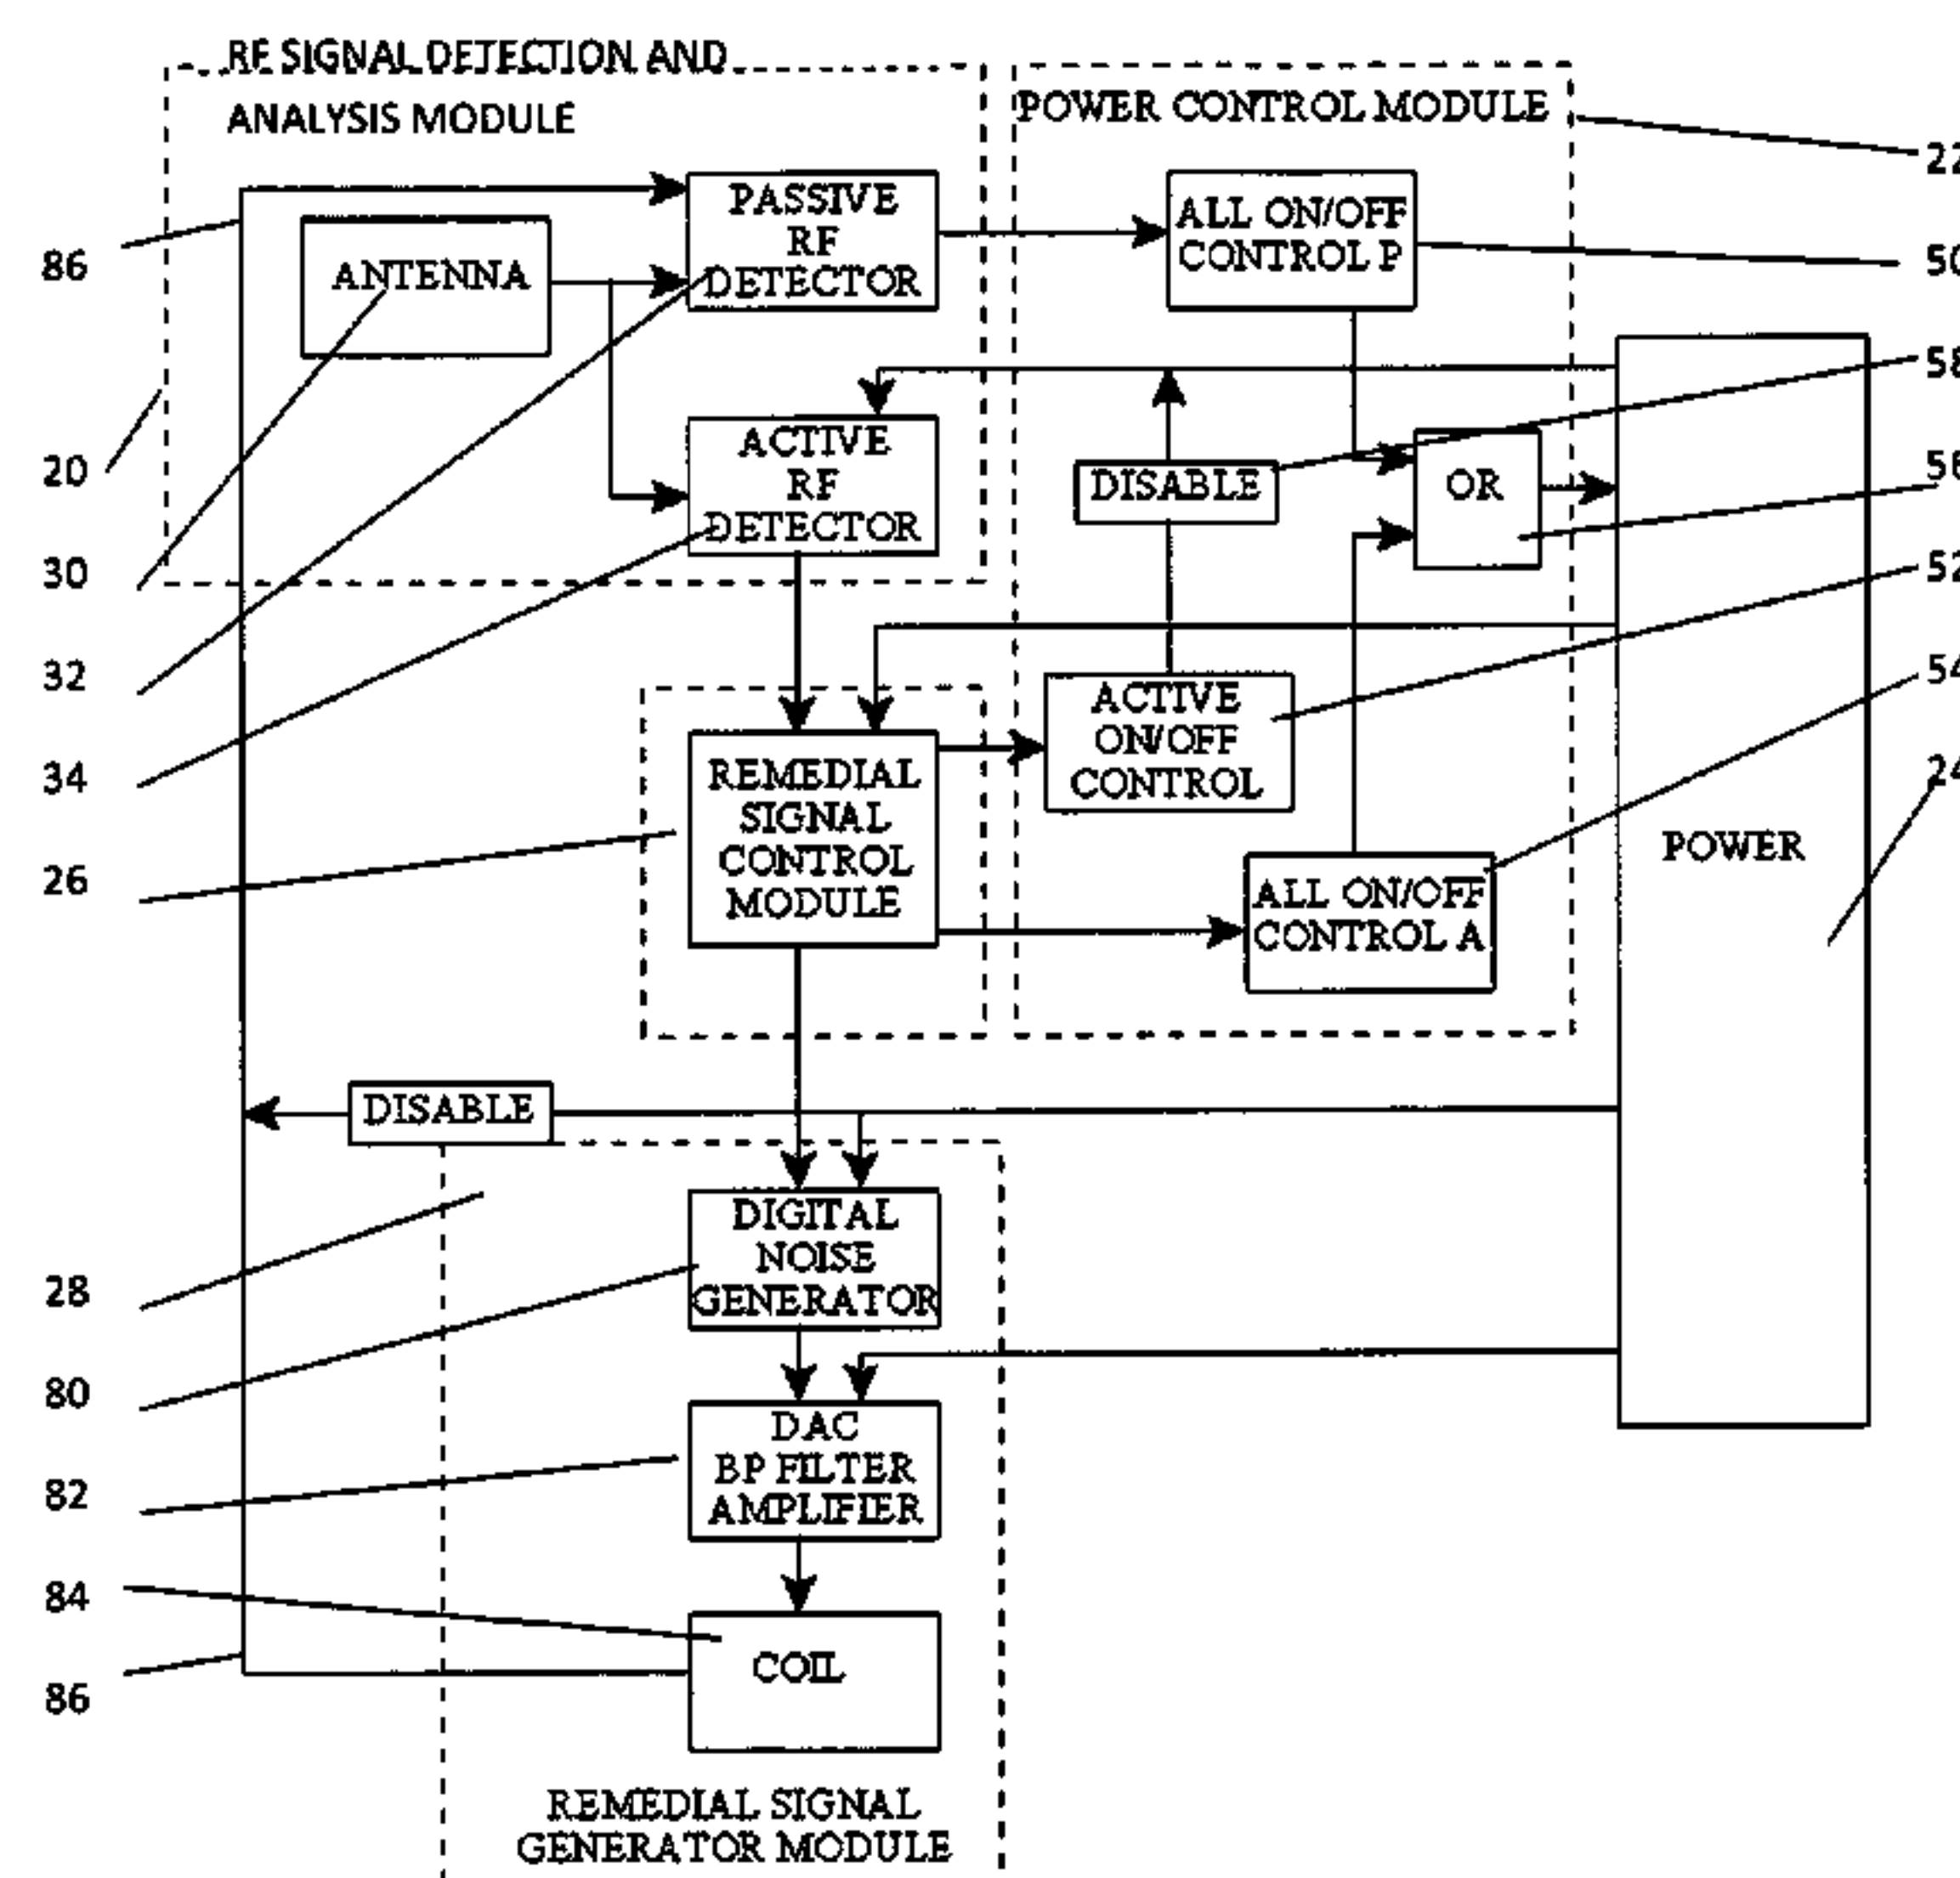 RF SIGNAL DETECTION AND
ANALYSIS MODULE
POWER CONTROL MODULE
22
PASSIVE
RF
DETECTOR
ALL ON/OFF
CONTROL P
86
ANTENNA
50
58
20
ACTIVE
RF
DETECTOR
DISABLE
OR
56
30
52
32
ACTIVE
ON/OFF
CONTROL
54
34
REMEDIAL
SIGNAL
CONTROL
MODULE
24
POWER
26
ALL ON/OFF
CONTROL A
DISABLE
28
DIGITAL
NOISE
GENERATOR
80
82
DAC
BP FILTER
AMPLIFIER
84
COIL
86
REMEDIAL SIGNAL
GENERATOR MODULE